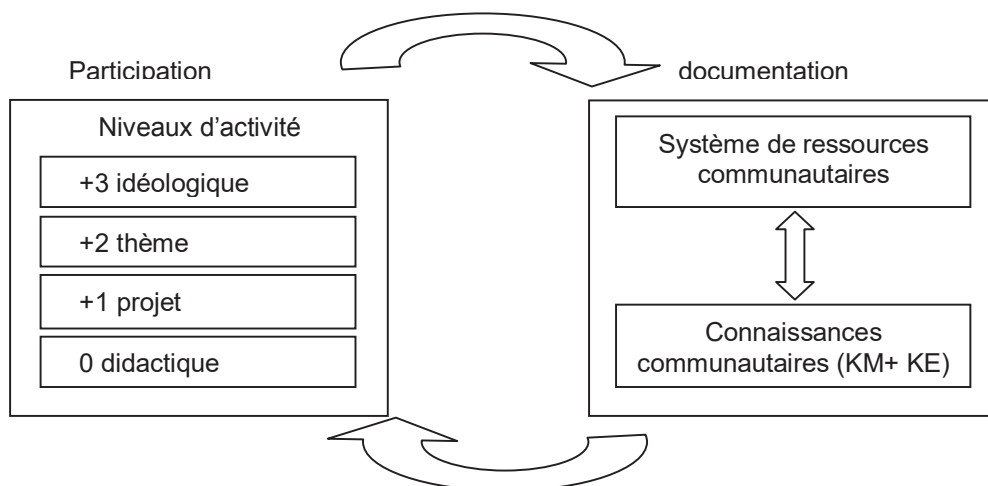 Participation
documentation
Niveaux d'activité
+3 idéologique
+2 thème
+1 projet
0 didactique
Système de ressources
communautaires
Connaissances
communautaires (KM+ KE)